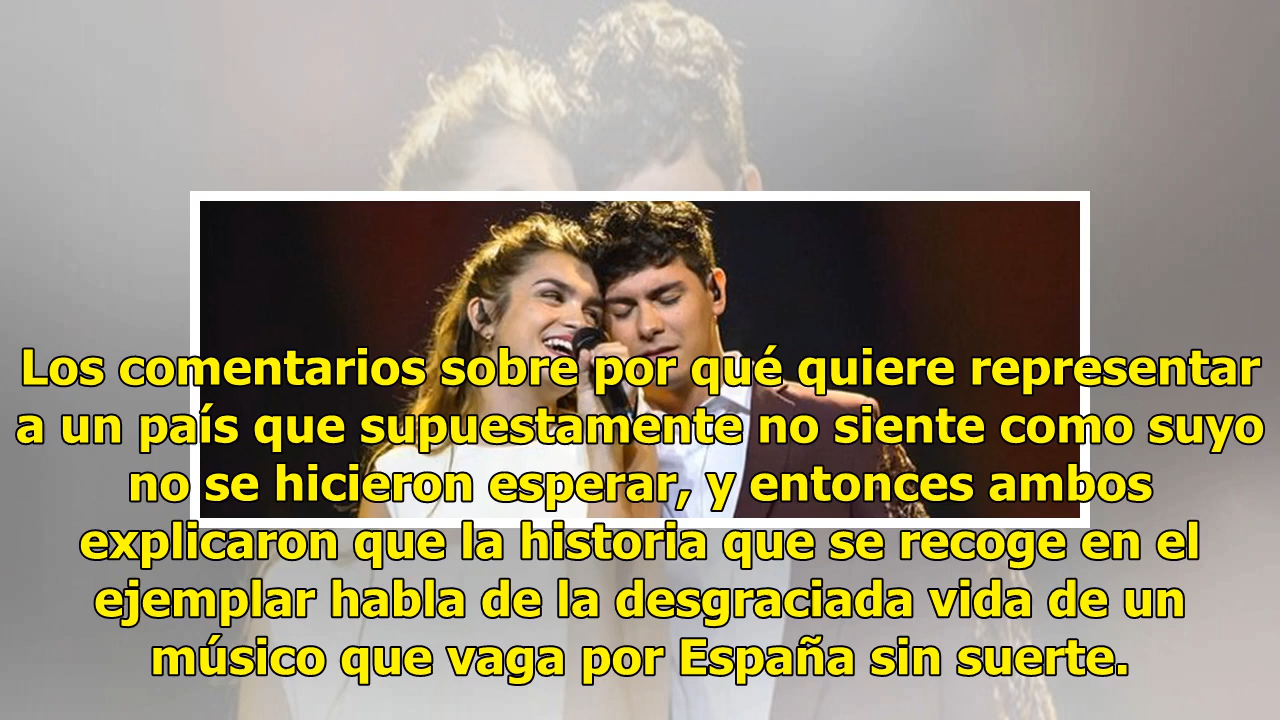 Los comentarios sobre por qué quiere representar
a un país que supuestamente no siente como suyo
no se hicieron esperar, y entonces ambos
explicaron que la historia que se recoge en el
ejemplar habla de la desgraciada vida de un
músico que vaga por España sin suerte.